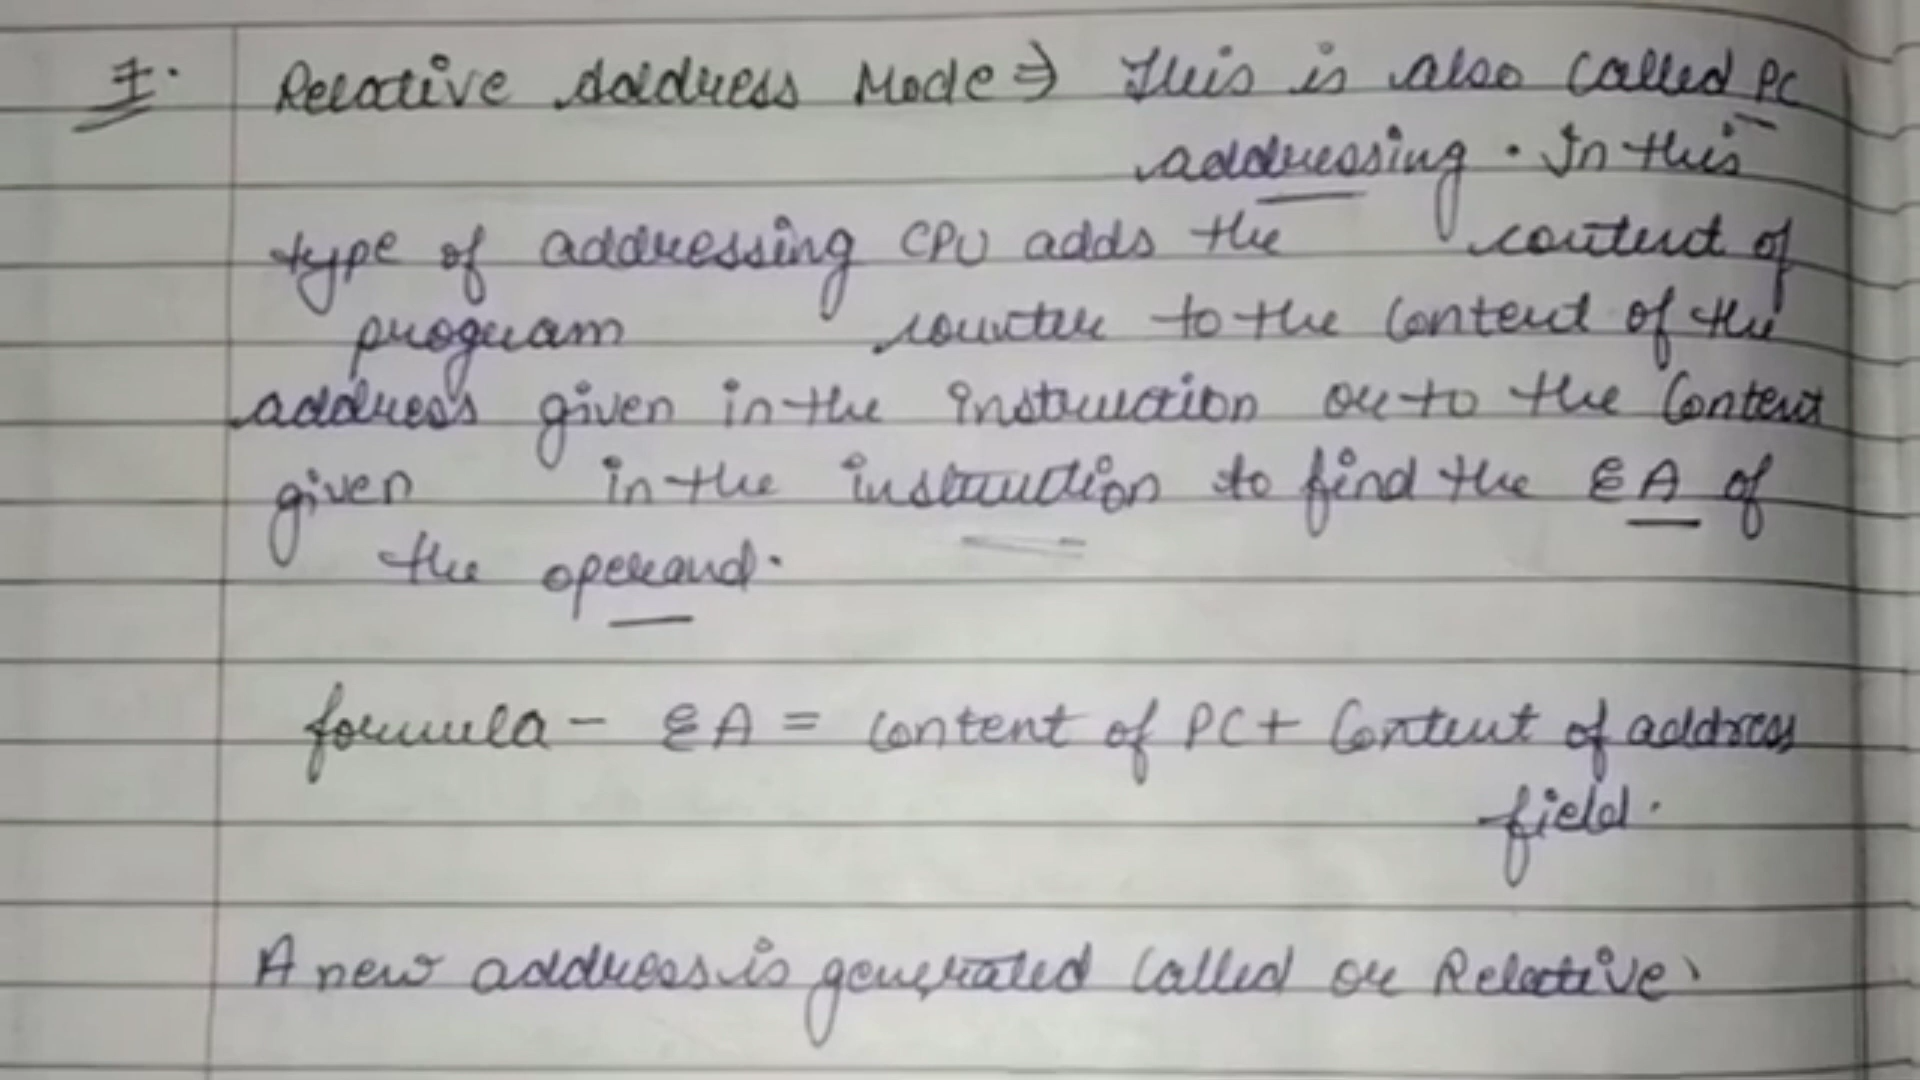 7. Relative Address Mode ⇒ This is also called PC
addressing. In this
type of addressing CPU adds the content of
program counter to the content of the
address given in the instruction or to the content
given in the instruction to find the EA of
the operand.
formula - EA = content of PC + Content of address
field.
A new address is generated called or Relative.